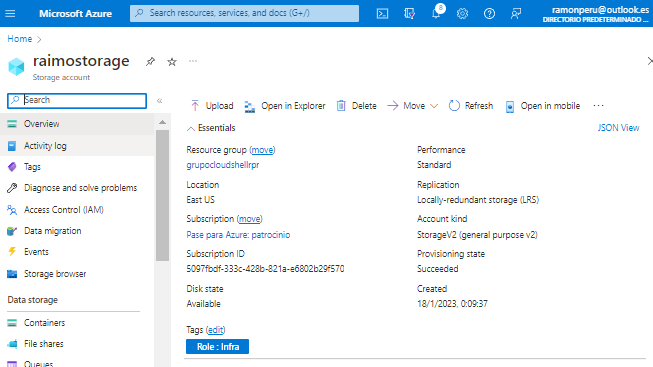 Microsoft Azure
Search resources, services, and docs (G+/)
8
ramonperu@outlook.es
DIRECTORIO PREDETERMINADO ...
Home
raimostorage
Storage account
Search
Overview
Activity log
Tags
Diagnose and solve problems
Access Control (IAM)
Data migration
Events
Storage browser
Data storage
Containers
File shares
Queues
Upload
Open in Explorer
Delete
Move
Refresh
Open in mobile
...
Essentials
JSON View
Resource group (move)
grupocloudshellrpr
Location
East US
Subscription (move)
Pase para Azure: patrocinio
Subscription ID
5097fbdf-333c-428b-821a-e6802b29f570
Disk state
Available
Performance
Standard
Replication
Locally-redundant storage (LRS)
Account kind
StorageV2 (general purpose v2)
Provisioning state
Succeeded
Created
18/1/2023, 0:09:37
Tags (edit)
Role : Infra